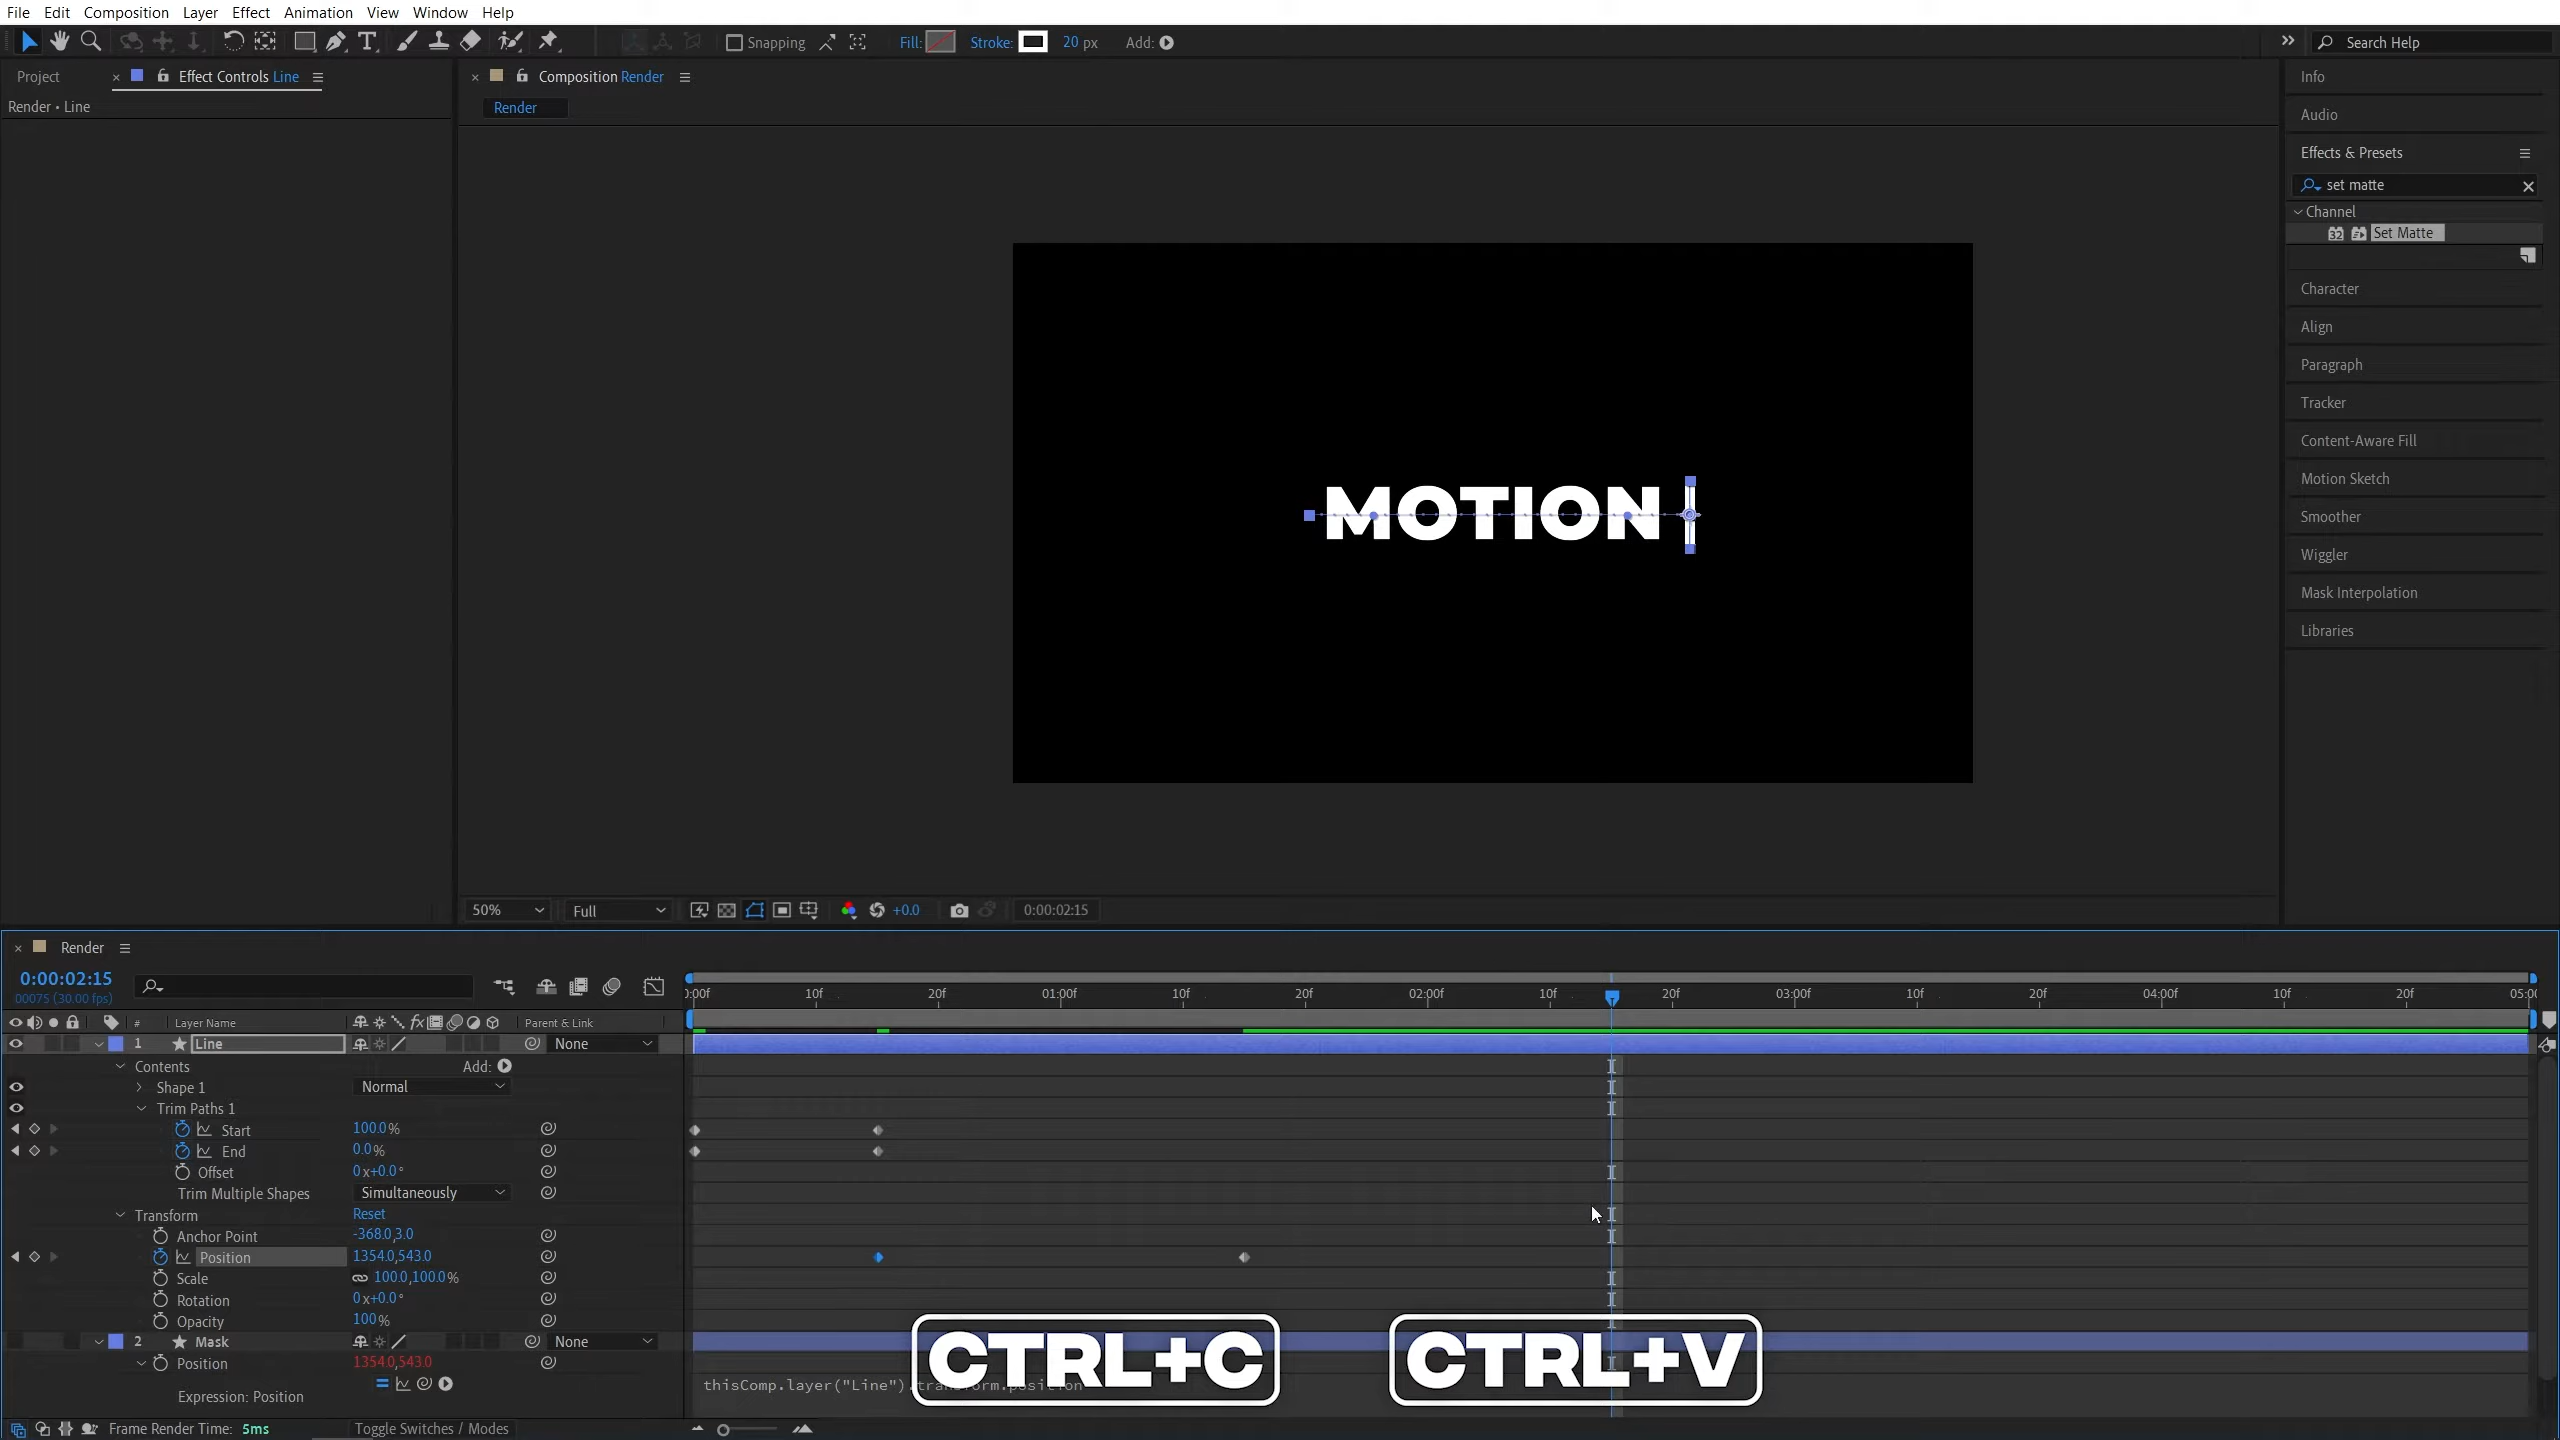 File Edit Composition Layer Effect Animation View Window Help
Snapping Fill: Stroke: 20 px Add: Search Help
Project Effect Controls Line
Render • Line
Composition Render
Render
Info
Audio
Effects & Presets
set matte
Channel
32 Set Matte
Character
Align
Paragraph
Tracker
Content-Aware Fill
Motion Sketch
Smoother
Wiggler
Mask Interpolation
Libraries
MOTION
50% Full +0.0 0:00:02:15
Render
0:00:02:15
00075 (30.00 fps)
0:00f 10f 20f 01:00f 10f 20f 02:00f 10f 20f 03:00f 10f 20f 04:00f 10f 20f 05:00
# Layer Name fx Parent & Link
1 Line None
Contents Add:
Shape 1 Normal
Trim Paths 1
Start 100.0%
End 0.0%
Offset 0x+0.0°
Trim Multiple Shapes Simultaneously
Transform Reset
Anchor Point -368.0,3.0
Position 1354.0,543.0
Scale 100.0,100.0%
Rotation 0x+0.0°
Opacity 100%
2 Mask None
Position 1354.0,543.0
Expression: Position thisComp.layer("Line").transform.position
CTRL+C CTRL+V
Frame Render Time: 5ms Toggle Switches / Modes